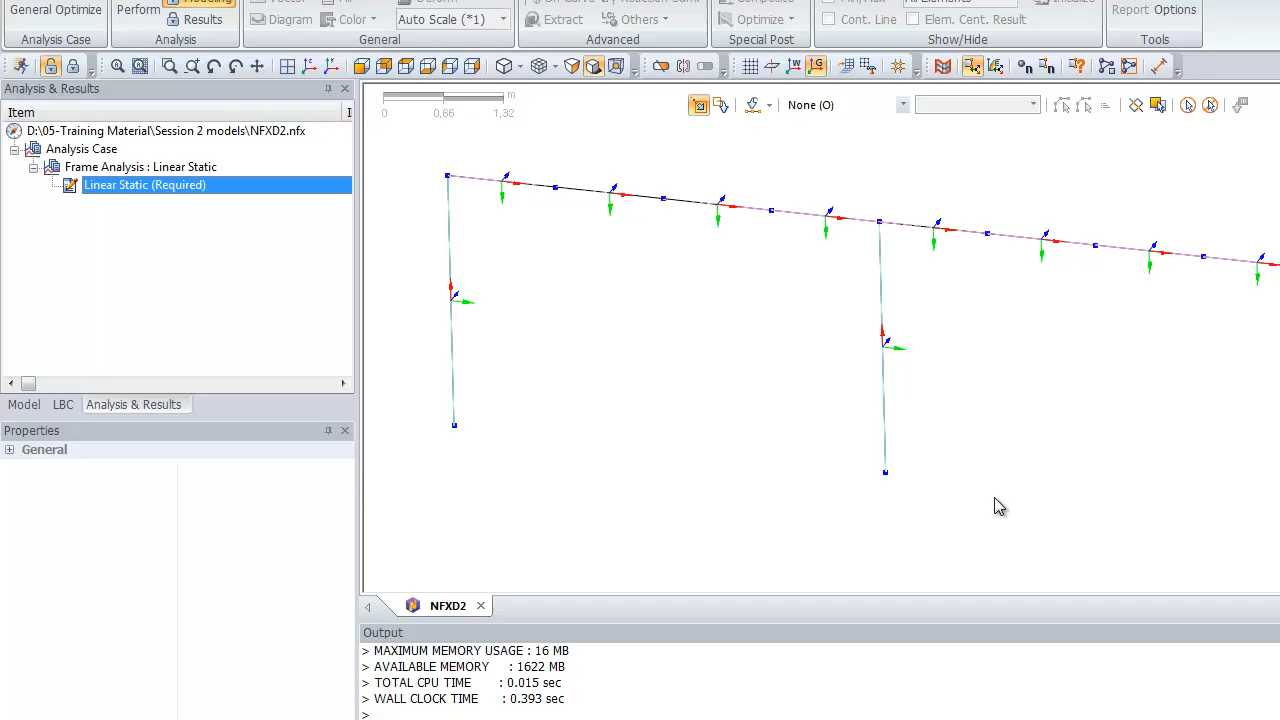 General Optimize
Analysis Case
Perform
Results
Analysis
Diagram
Color
Auto Scale (*1)
General
Extract
Others
Advanced
Optimize
Special Post
Cont. Line
Elem. Cent. Result
Show/Hide
Report Options
Tools
Analysis & Results
Item
D:\05-Training Material\Session 2 models\NFXD2.nfx
Analysis Case
Frame Analysis : Linear Static
Linear Static (Required)
Model
LBC
Analysis & Results
Properties
General
m
0
0,66
1,32
None (O)
NFXD2
Output
> MAXIMUM MEMORY USAGE : 16 MB
> AVAILABLE MEMORY : 1622 MB
> TOTAL CPU TIME : 0.015 sec
> WALL CLOCK TIME : 0.393 sec
>